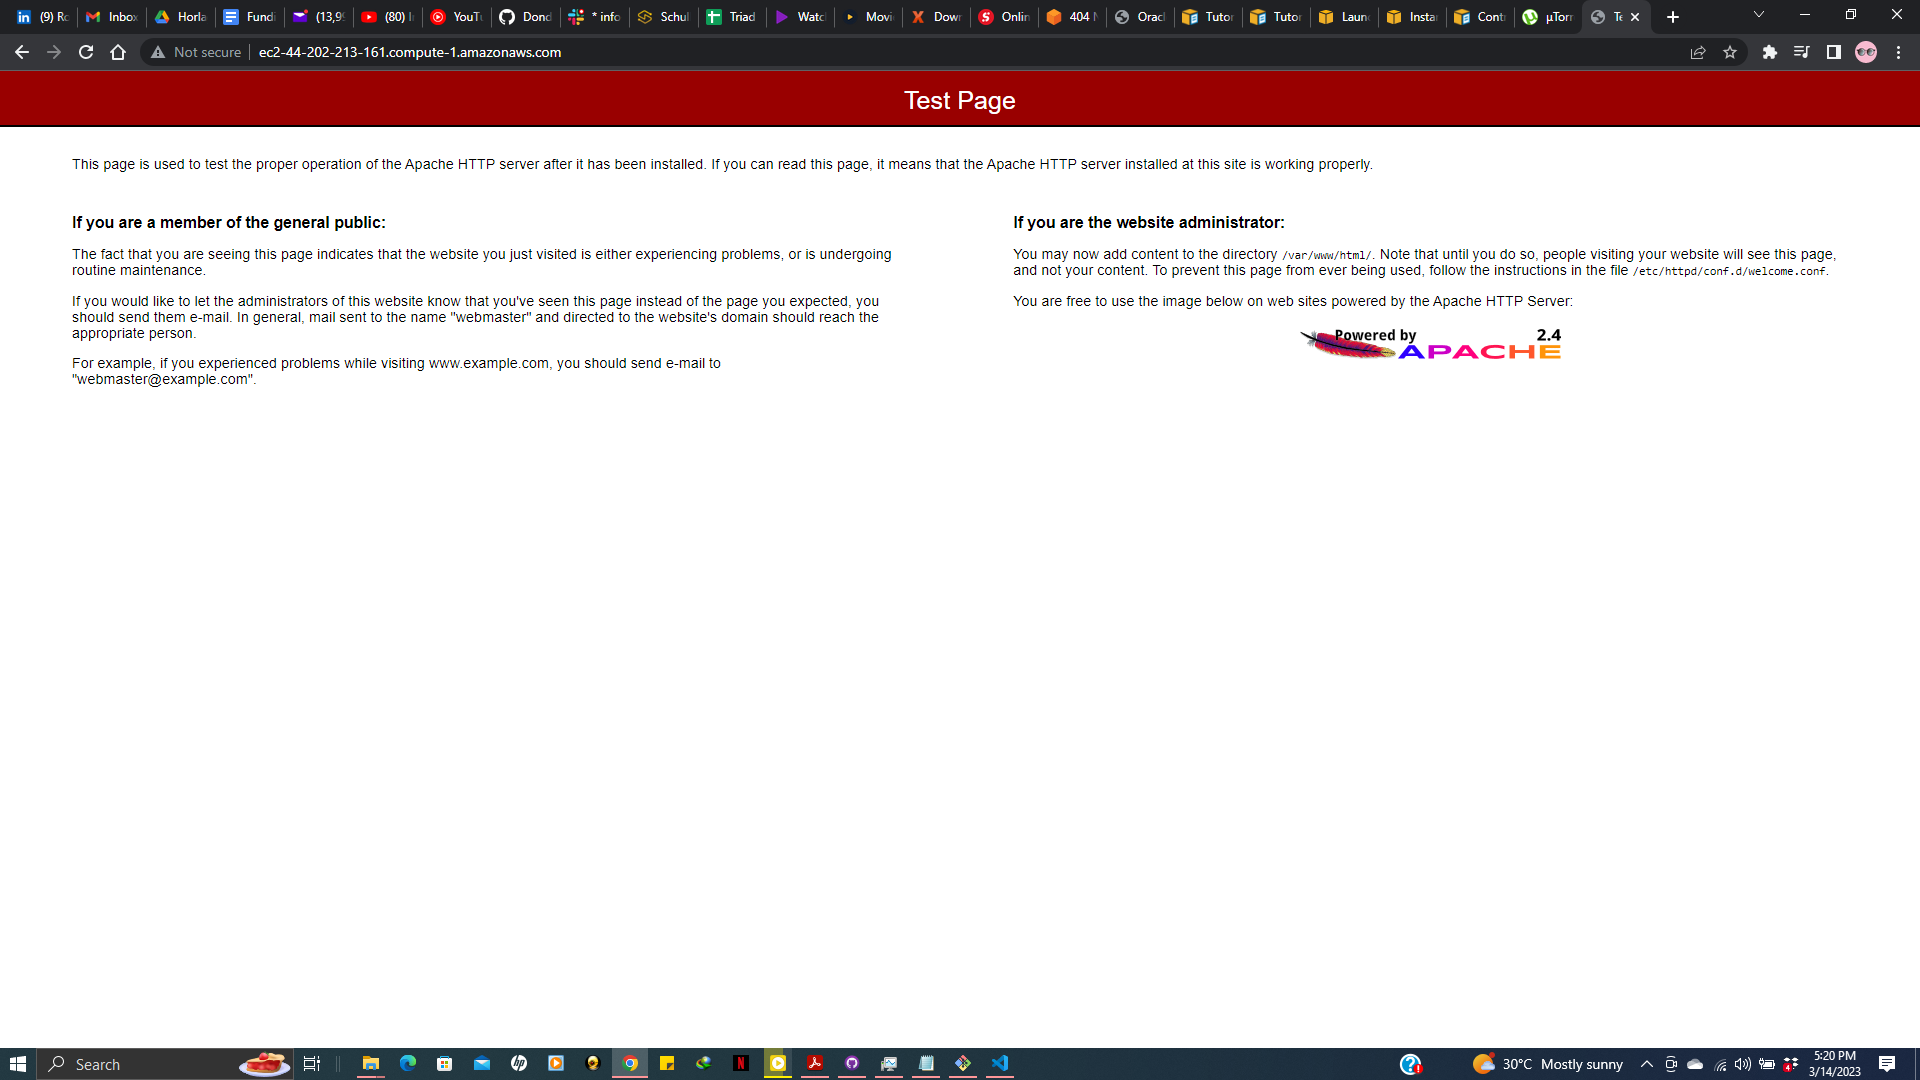 (9) Ro
Inbox
Horla
Fundi
(13,99
(80) I
YouTu
Dond
* info
Schul
Triad
Watc
Movi
Down
Onlin
404 N
Oracl
Tutor
Tutor
Laun
Insta
Contr
µTorr
Te
Not secure
ec2-44-202-213-161.compute-1.amazonaws.com
Test Page
This page is used to test the proper operation of the Apache HTTP server after it has been installed. If you can read this page, it means that the Apache HTTP server installed at this site is working properly.
If you are a member of the general public:
The fact that you are seeing this page indicates that the website you just visited is either experiencing problems, or is undergoing
routine maintenance.
If you would like to let the administrators of this website know that you've seen this page instead of the page you expected, you
should send them e-mail. In general, mail sent to the name "webmaster" and directed to the website's domain should reach the
appropriate person.
For example, if you experienced problems while visiting www.example.com, you should send e-mail to
"webmaster@example.com".
If you are the website administrator:
You may now add content to the directory /var/www/html/. Note that until you do so, people visiting your website will see this page,
and not your content. To prevent this page from ever being used, follow the instructions in the file /etc/httpd/conf.d/welcome.conf.
You are free to use the image below on web sites powered by the Apache HTTP Server:
Powered by 2.4
APACHE
Search
30°C Mostly sunny
5:20 PM
3/14/2023